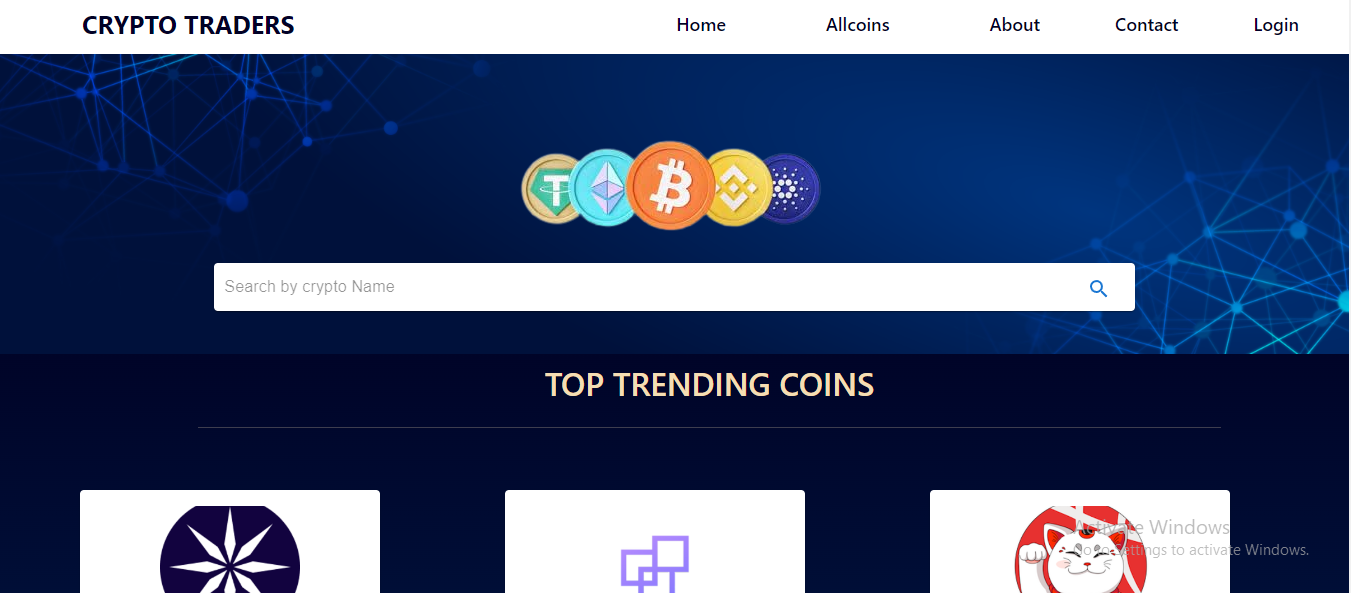 CRYPTO TRADERS
Home
Allcoins
About
Contact
Login
Search by crypto Name
TOP TRENDING COINS
Activate Windows
Go to Settings to activate Windows.